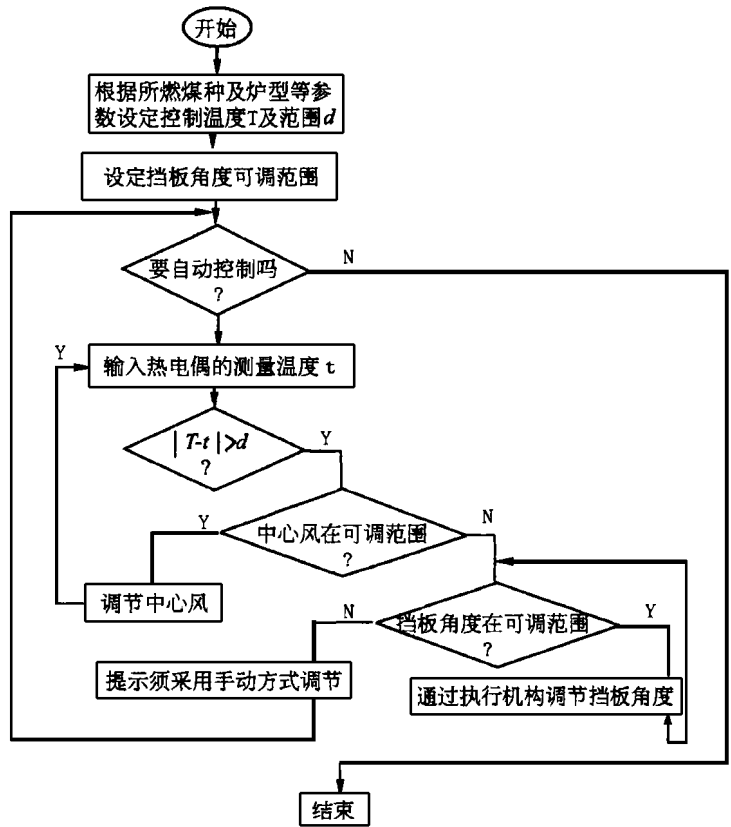 开始
根据所燃煤种及炉型等参
数设定控制温度T及范围d
设定挡板角度可调范围
要自动控制吗
?
N
输入热电偶的测量温度 t
Y
| T-t |>d
?
Y
中心风在可调范围
?
Y
N
调节中心风
挡板角度在可调范围
?
N
Y
提示须采用手动方式调节
通过执行机构调节挡板角度
结束